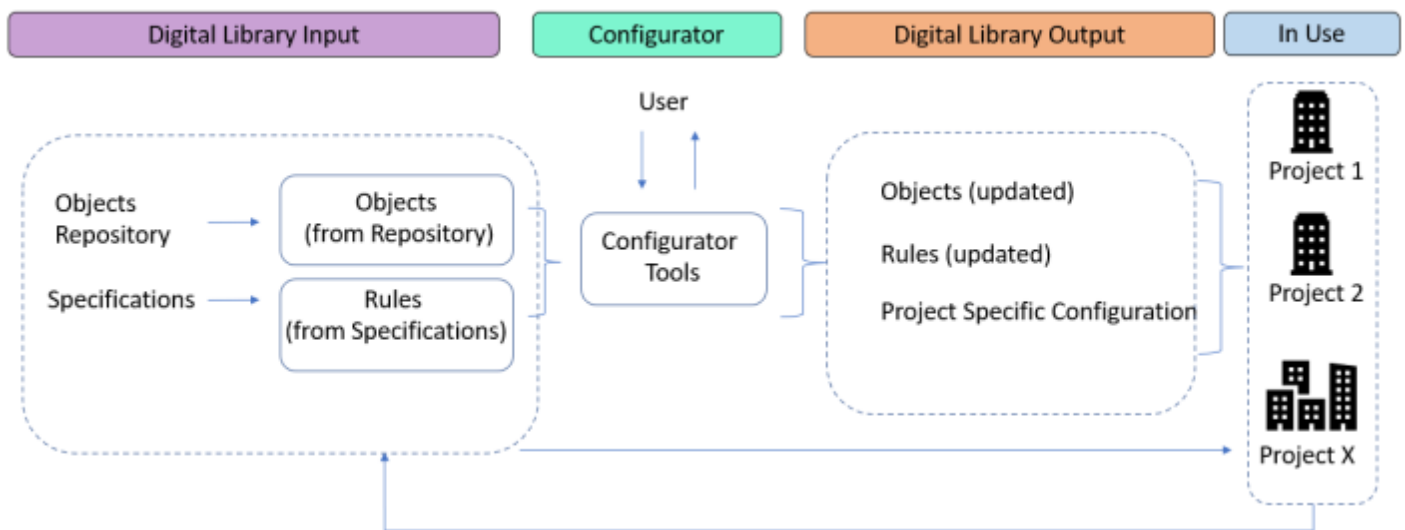 Digital Library Input
Configurator
Digital Library Output
In Use
User
Objects
Repository
Objects
(from Repository)
Specifications
Rules
(from Specifications)
Configurator
Tools
Objects (updated)
Rules (updated)
Project Specific Configuration
Project 1
Project 2
Project X